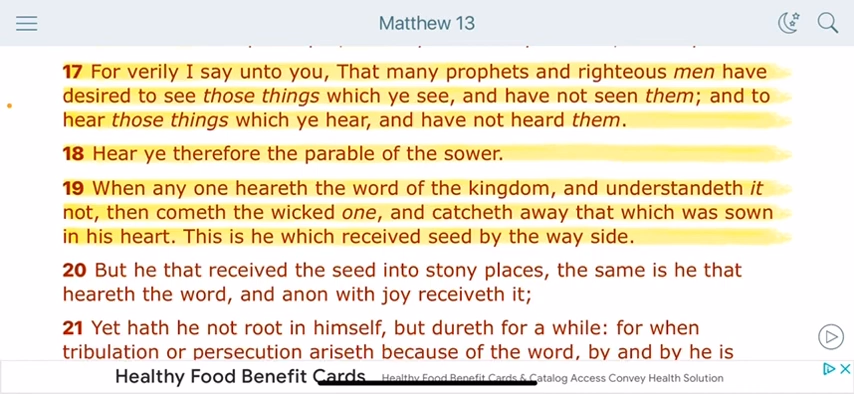 Matthew 13
17 For verily I say unto you, That many prophets and righteous men have
desired to see those things which ye see, and have not seen them; and to
hear those things which ye hear, and have not heard them.
18 Hear ye therefore the parable of the sower.
19 When any one heareth the word of the kingdom, and understandeth it
not, then cometh the wicked one, and catcheth away that which was sown
in his heart. This is he which received seed by the way side.
20 But he that received the seed into stony places, the same is he that
heareth the word, and anon with joy receiveth it;
21 Yet hath he not root in himself, but dureth for a while: for when
tribulation or persecution ariseth because of the word, by and by he is
Healthy Food Benefit Cards Healthy Food Benefit Cards & Catalog Access Convey Health Solution